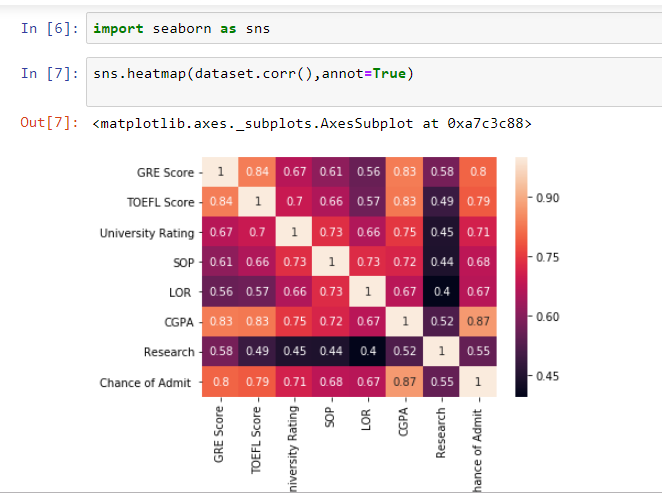 In [6]: import seaborn as sns
In [7]: sns.heatmap(dataset.corr(),annot=True)
Out[7]: <matplotlib.axes._subplots.AxesSubplot at 0xa7c3c88>
GRE Score 1 0.84 0.67 0.61 0.56 0.83 0.58 0.8
TOEFL Score 0.84 1 0.7 0.66 0.57 0.83 0.49 0.79
University Rating 0.67 0.7 1 0.73 0.66 0.75 0.45 0.71
SOP 0.61 0.66 0.73 1 0.73 0.72 0.44 0.68
LOR 0.56 0.57 0.66 0.73 1 0.67 0.4 0.67
CGPA 0.83 0.83 0.75 0.72 0.67 1 0.52 0.87
Research 0.58 0.49 0.45 0.44 0.4 0.52 1 0.55
Chance of Admit 0.8 0.79 0.71 0.68 0.67 0.87 0.55 1
0.90
0.75
0.60
0.45
GRE Score
TOEFL Score
niversity Rating
SOP
LOR
CGPA
Research
hance of Admit